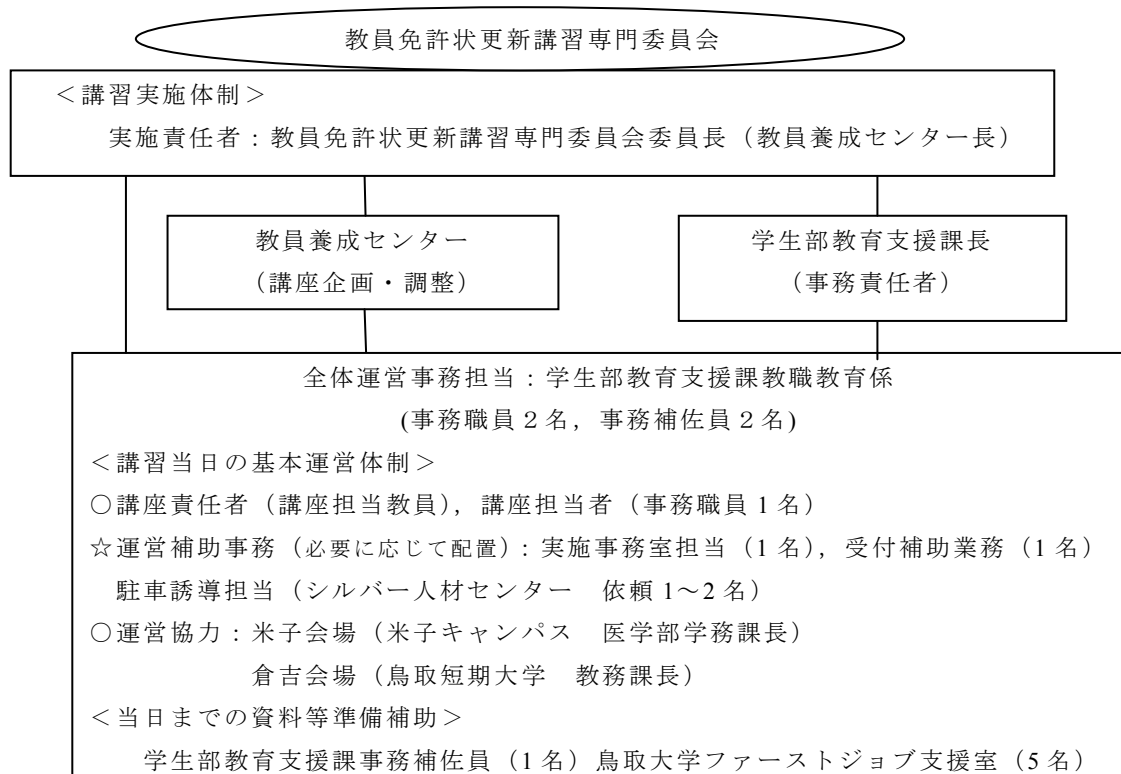 教員免許状更新講習専門委員会
＜講習実施体制＞
実施責任者：教員免許状更新講習専門委員会委員長（教員養成センター長）
教員養成センター
（講座企画・調整）
学生部教育支援課長
（事務責任者）
全体運営事務担当：学生部教育支援課教職教育係
(事務職員２名，事務補佐員２名)
＜講習当日の基本運営体制＞
○講座責任者（講座担当教員），講座担当者（事務職員 1 名）
☆運営補助事務（必要に応じて配置）：実施事務室担当（1 名），受付補助業務（1 名）
駐車誘導担当（シルバー人材センター　依頼 1～2 名）
○運営協力：米子会場（米子キャンパス　医学部学務課長）
倉吉会場（鳥取短期大学　教務課長）
＜当日までの資料等準備補助＞
学生部教育支援課事務補佐員（1 名）鳥取大学ファーストジョブ支援室（5 名）